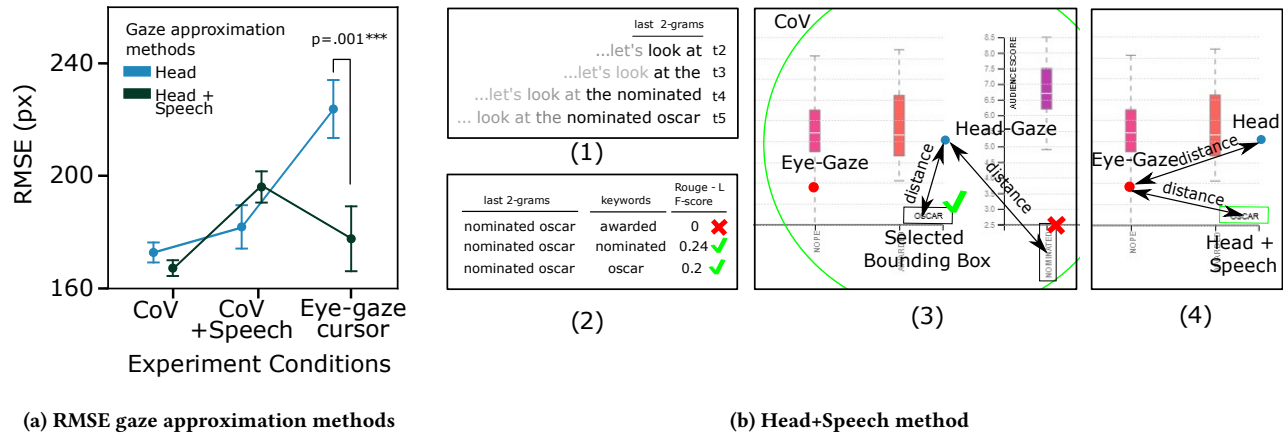 Gaze approximation
methods
Head
Head +
Speech
p=.001***
RMSE (px)
240
200
160
CoV
CoV
+Speech
Eye-gaze
cursor
Experiment Conditions
(a) RMSE gaze approximation methods
last 2-grams
...let's look at t2
...let's look at the t3
...let's look at the nominated t4
... look at the nominated oscar t5
(1)
last 2-grams keywords Rouge - L
F-score
nominated oscar awarded 0
nominated oscar nominated 0.24
nominated oscar oscar 0.2
(2)
CoV
AUDIENCESCORE
8.5
8.0
7.5
7.0
6.5
6.0
5.5
5.0
4.5
4.0
3.5
3.0
2.5
Head-Gaze
Eye-Gaze
distance
distance
OSCAR
NOPE
Selected
Bounding Box
NOMINATED
(3)
Head
Eye-Gaze
distance
distance
OSCAR
NOPE
Head +
Speech
(4)
(b) Head+Speech method